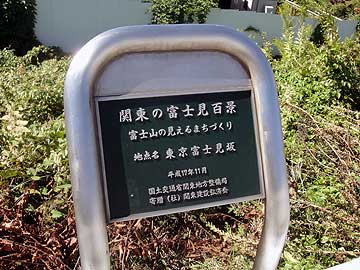 関東の富士見百景
富士山の見えるまちづくり
地点名 東京富士見坂
平成17年11月
国土交通省関東地方整備局
寄贈(社)関東建設弘済会